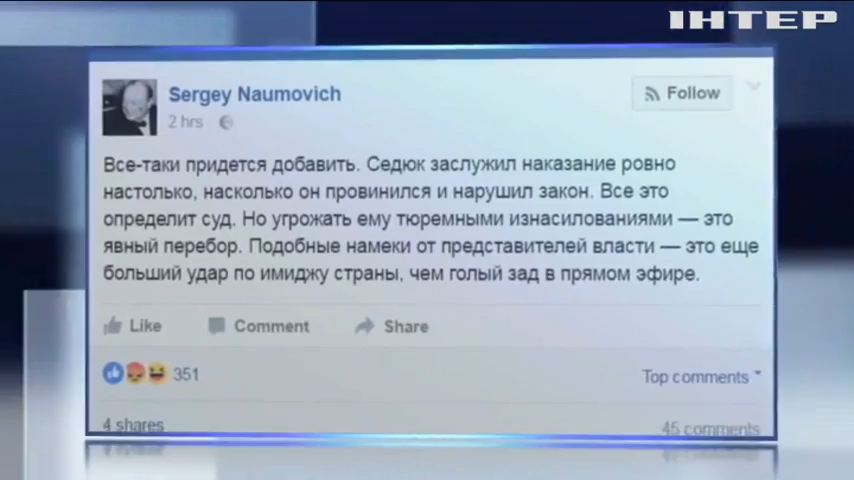 ІНТЕР
Sergey Naumovich
Follow
2 hrs
Все-таки придется добавить. Седюк заслужил наказание ровно
настолько, насколько он провинился и нарушил закон. Все это
определит суд. Но угрожать ему тюремными изнасилованиями — это
явный перебор. Подобные намеки от представителей власти — это еще
больший удар по имиджу страны, чем голый зад в прямом эфире.
Like Comment Share
351
Top comments
4 shares
45 comments